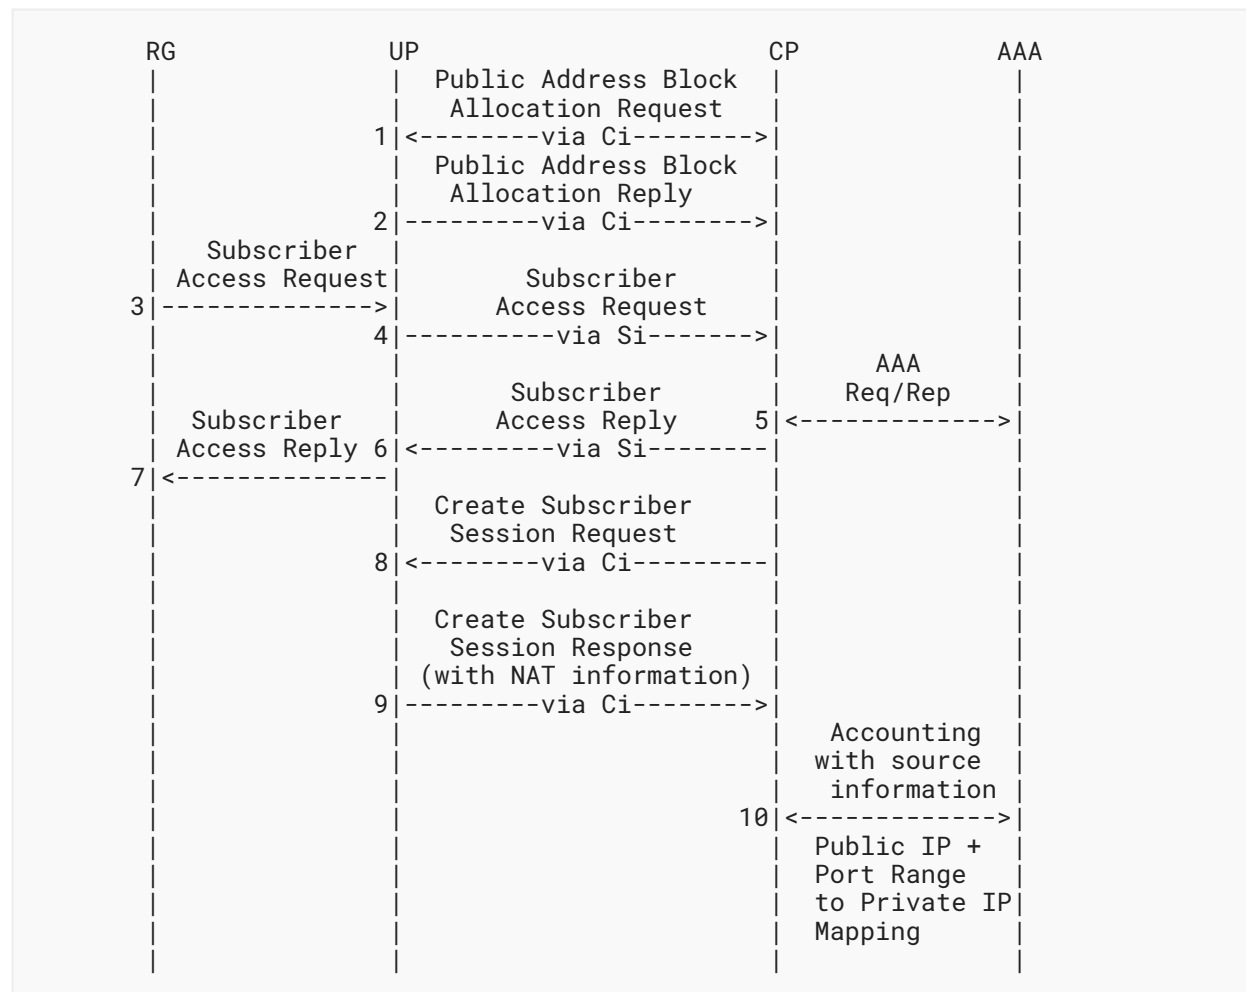 RG UP CP AAA
| | Public Address Block | |
| | Allocation Request | |
| 1|<--------via Ci-------->| |
| | Public Address Block | |
| | Allocation Reply | |
| 2|---------via Ci-------->| |
| Subscriber | | |
| Access Request| Subscriber | |
3|-------------->| Access Request | |
| 4|----------via Si------->| |
| | | AAA |
| | Subscriber | Req/Rep |
| Subscriber | Access Reply 5|<------------->|
| Access Reply 6|<---------via Si--------| |
7|<--------------| | |
| | Create Subscriber | |
| | Session Request | |
| 8|<--------via Ci---------| |
| | | |
| | Create Subscriber | |
| | Session Response | |
| | (with NAT information) | |
| 9|---------via Ci-------->| |
| | | Accounting |
| | | with source |
| | | information |
| | 10|<------------->|
| | | Public IP + |
| | | Port Range |
| | | to Private IP|
| | | Mapping |
| | | |